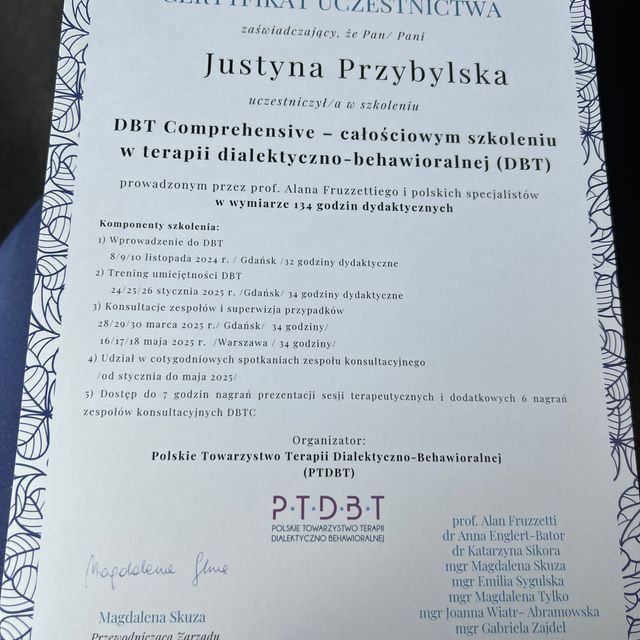 CERTYFIKAT UCZESTNICTWA
zaświadczający, że Pan/ Pani
Justyna Przybylska
uczestniczył/a w szkoleniu
DBT Comprehensive – całościowym szkoleniu
w terapii dialektyczno-behawioralnej (DBT)
prowadzonym przez prof. Alana Fruzzettiego i polskich specjalistów
w wymiarze 134 godzin dydaktycznych
Komponenty szkolenia:
1) Wprowadzenie do DBT
8/9/10 listopada 2024 r. / Gdańsk /32 godziny dydaktyczne
2) Trening umiejętności DBT
24/25/26 stycznia 2025 r. /Gdańsk/ 34 godziny dydaktyczne
3) Konsultacje zespołów i superwizja przypadków
28/29/30 marca 2025 r./ Gdańsk/ 34 godziny/
16/17/18 maja 2025 r. /Warszawa / 34 godziny/
4) Udział w cotygodniowych spotkaniach zespołu konsultacyjnego
/od stycznia do maja 2025/
5) Dostęp do 7 godzin nagrań prezentacji sesji terapeutycznych i dodatkowych 6 nagrań
zespołów konsultacyjnych DBTC
Organizator:
Polskie Towarzystwo Terapii Dialektyczno-Behawioralnej
(PTDBT)
P·T·D·B·T
POLSKIE TOWARZYSTWO TERAPII
DIALEKTYCZNO BEHAWIORALNEJ
Magdalena
Magdalena Skuza
Przewodnicząca Zarządu
prof. Alan Fruzzetti
dr Anna Englert-Bator
dr Katarzyna Sikora
mgr Magdalena Skuza
mgr Emilia Sygulska
mgr Magdalena Tylko
mgr Joanna Wiatr- Abramowska
mgr Gabriela Zajdel